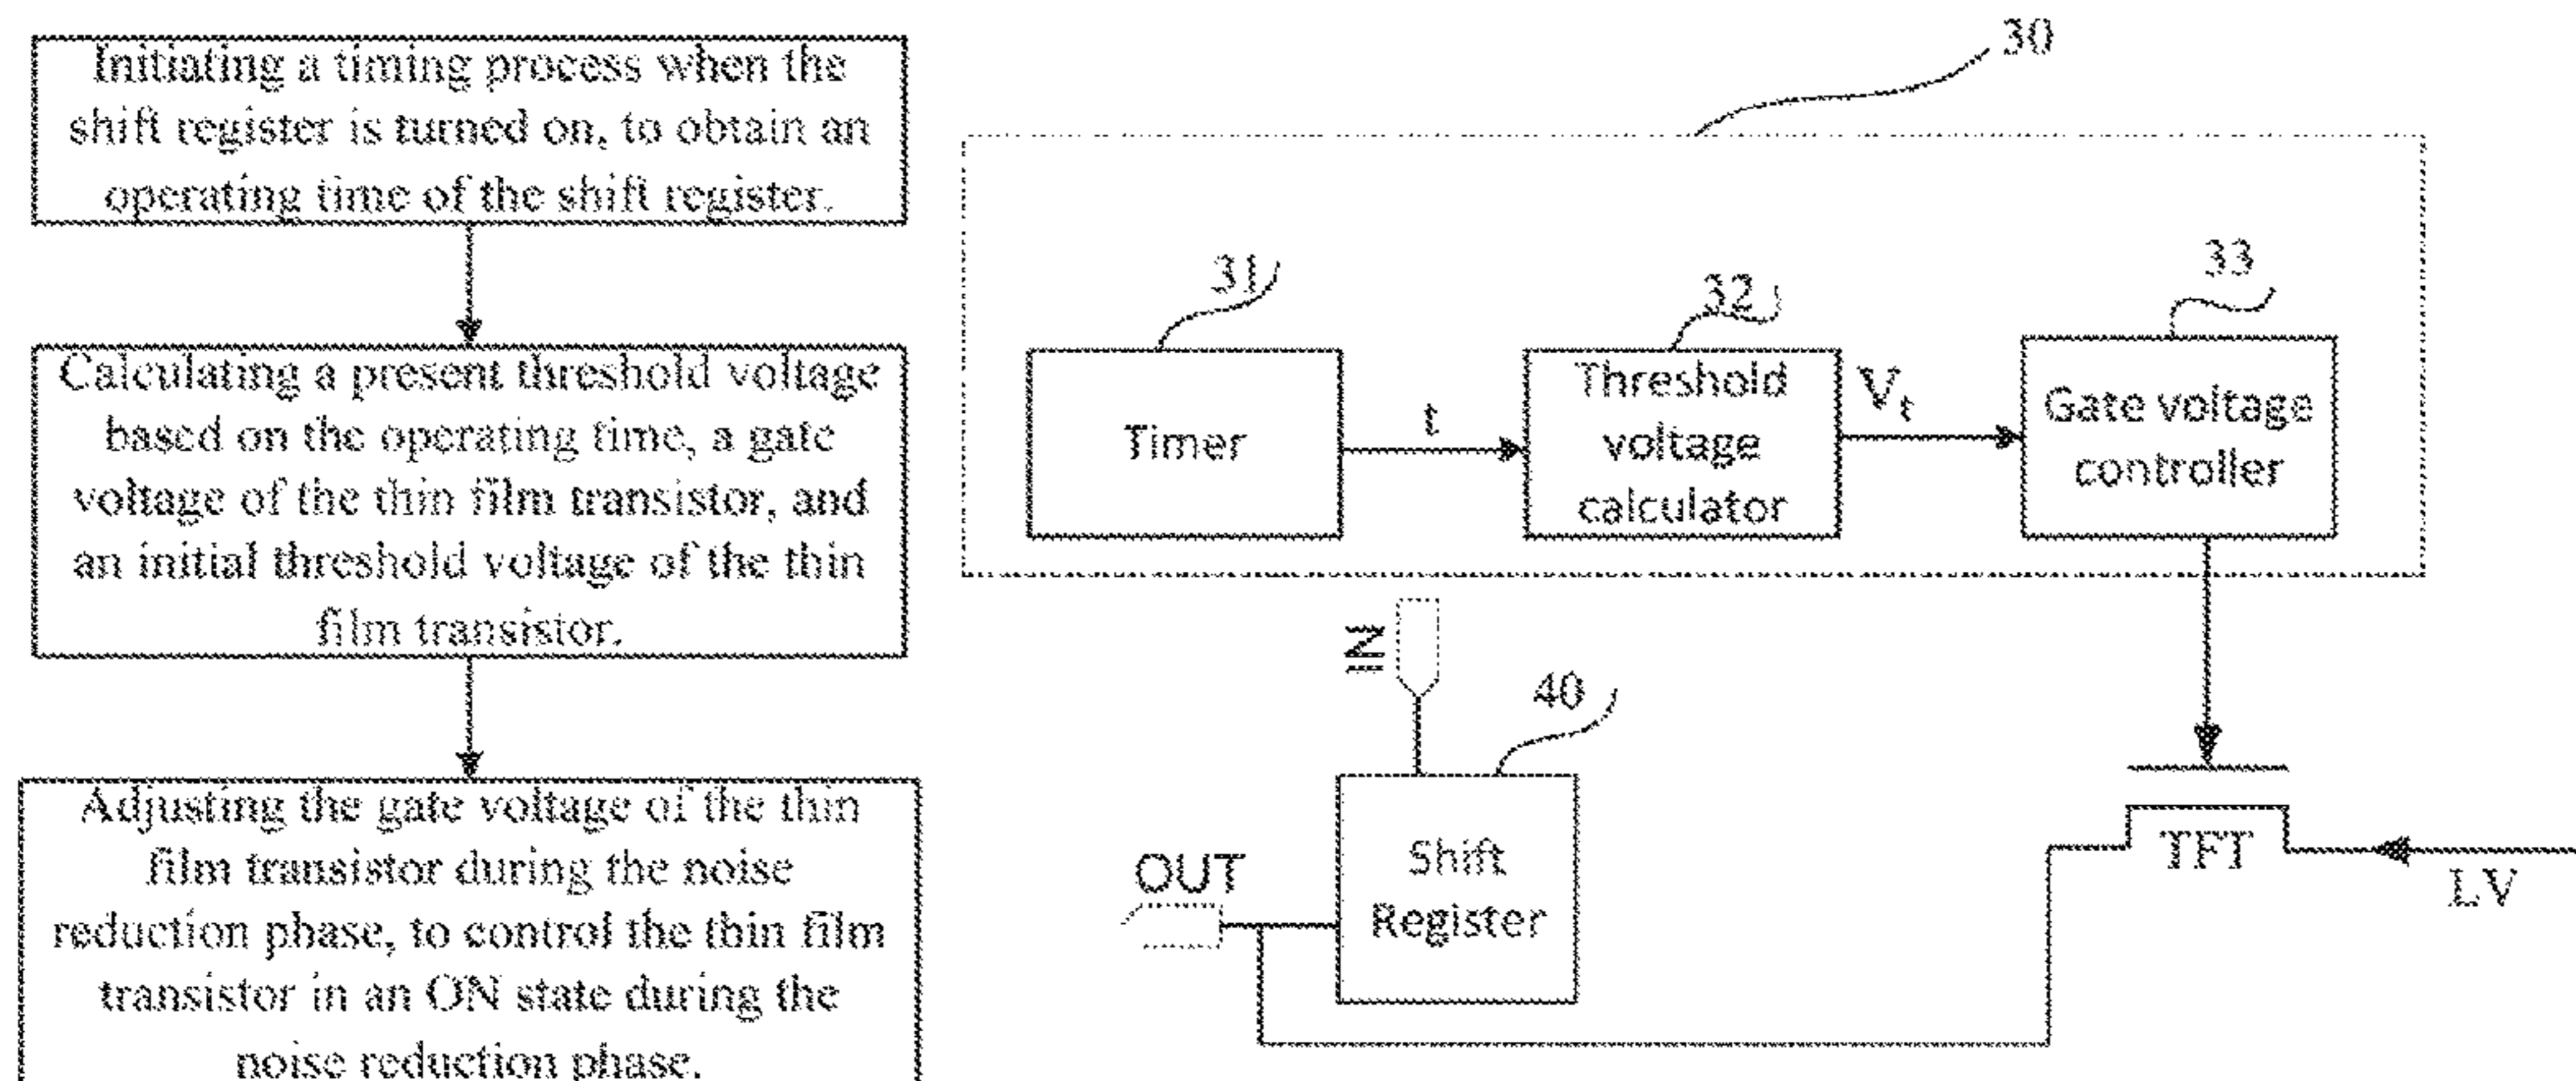 Initiating a timing process when the
shift register is turned on, to obtain an
operating time of the shift register.
Calculating a present threshold voltage
based on the operating time, a gate
voltage of the thin film transistor, and
an initial threshold voltage of the thin
film transistor.
Adjusting the gate voltage of the thin
film transistor during the noise
reduction phase, to control the thin film
transistor in an ON state during the
noise reduction phase.
30
31
32
33
Timer
t
Threshold
voltage
calculator
Vt
Gate voltage
controller
IN
40
OUT
Shift
Register
TFT
LV